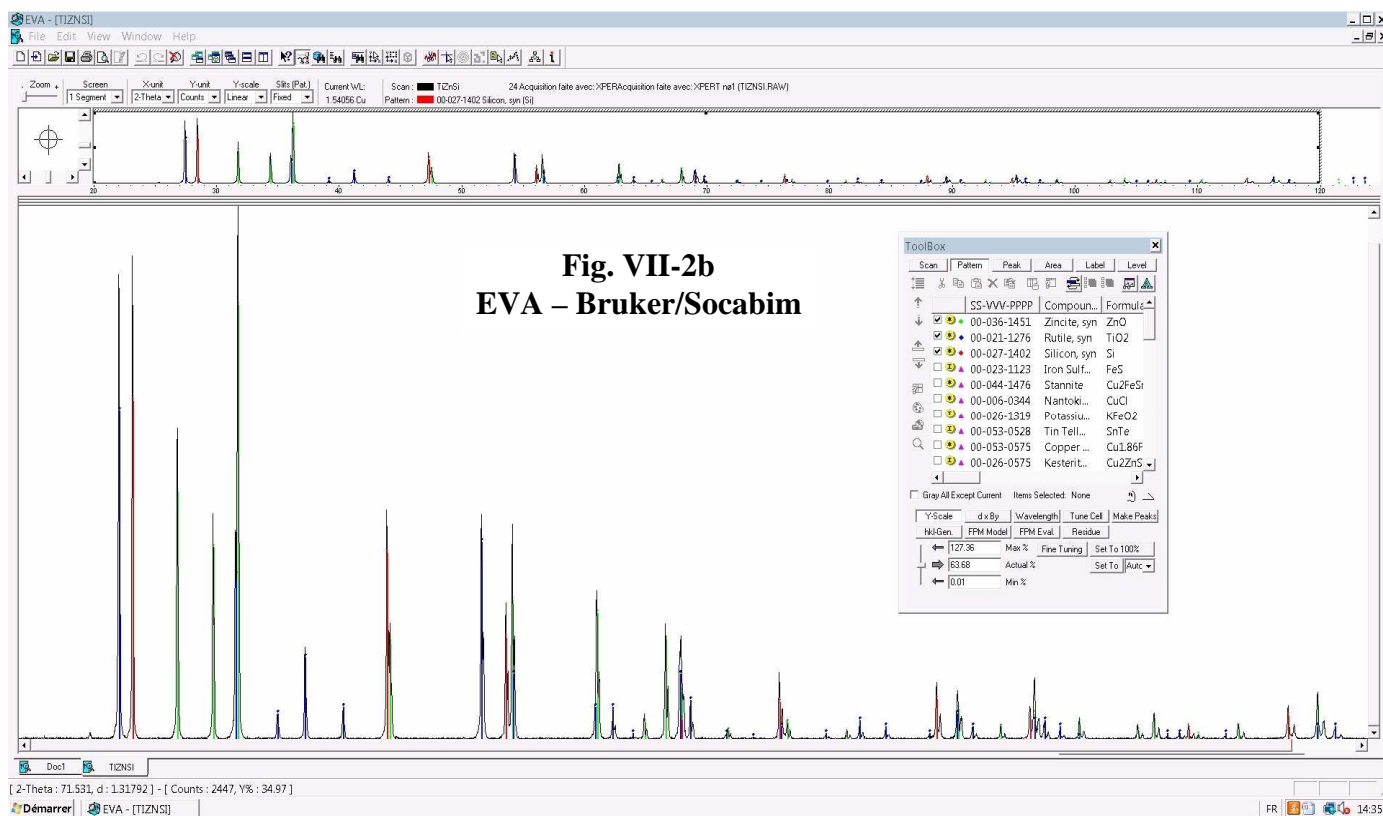 EVA - [TIZNSI]
File Edit View Window Help
Zoom + Screen X-unit Y-unit Y-scale Slits (Pat.) Current WL: Scan : TiZnSi 24 Acquisition faite avec: XPERAcquisition faite avec: XPERT nø1 (TIZNSI.RAW)
1 Segment 2-Theta Counts Linear Fixed 1.54056 Cu Pattern : 00-027-1402 Silicon, syn (Si)
20 30 40 50 60 70 80 90 100 110 120
Fig. VII-2b
EVA – Bruker/Socabim
ToolBox
Scan Pattern Peak Area Label Level
SS-VVV-PPPP Compoun... Formula
00-036-1451 Zincite, syn ZnO
00-021-1276 Rutile, syn TiO2
00-027-1402 Silicon, syn Si
00-023-1123 Iron Sulf... FeS
00-044-1476 Stannite Cu2FeSn
00-006-0344 Nantoki... CuCl
00-026-1319 Potassiu... KFeO2
00-053-0528 Tin Tell... SnTe
00-053-0575 Copper ... Cu1.86F
00-026-0575 Kesterit... Cu2ZnS
Gray All Except Current Items Selected: None
Y-Scale d x By Wavelength Tune Cell Make Peaks
hkl-Gen. FPM Model FPM Eval. Residue
127.36 Max % Fine Tuning Set To 100%
63.68 Actual % Set To Auto
0.01 Min %
Doc1 TIZNSI
[ 2-Theta : 71.531, d : 1.31792 ] - [ Counts : 2447, Y% : 34.97 ]
Démarrer EVA - [TIZNSI] FR 14:35